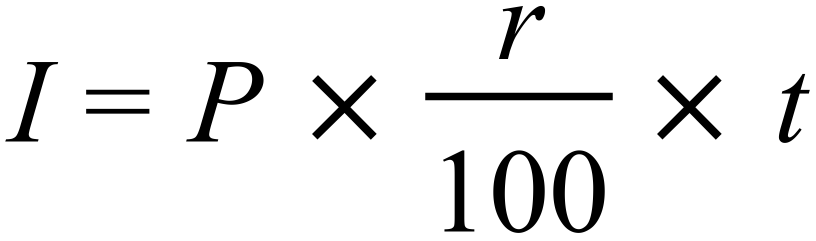 I = P × r/100 × t